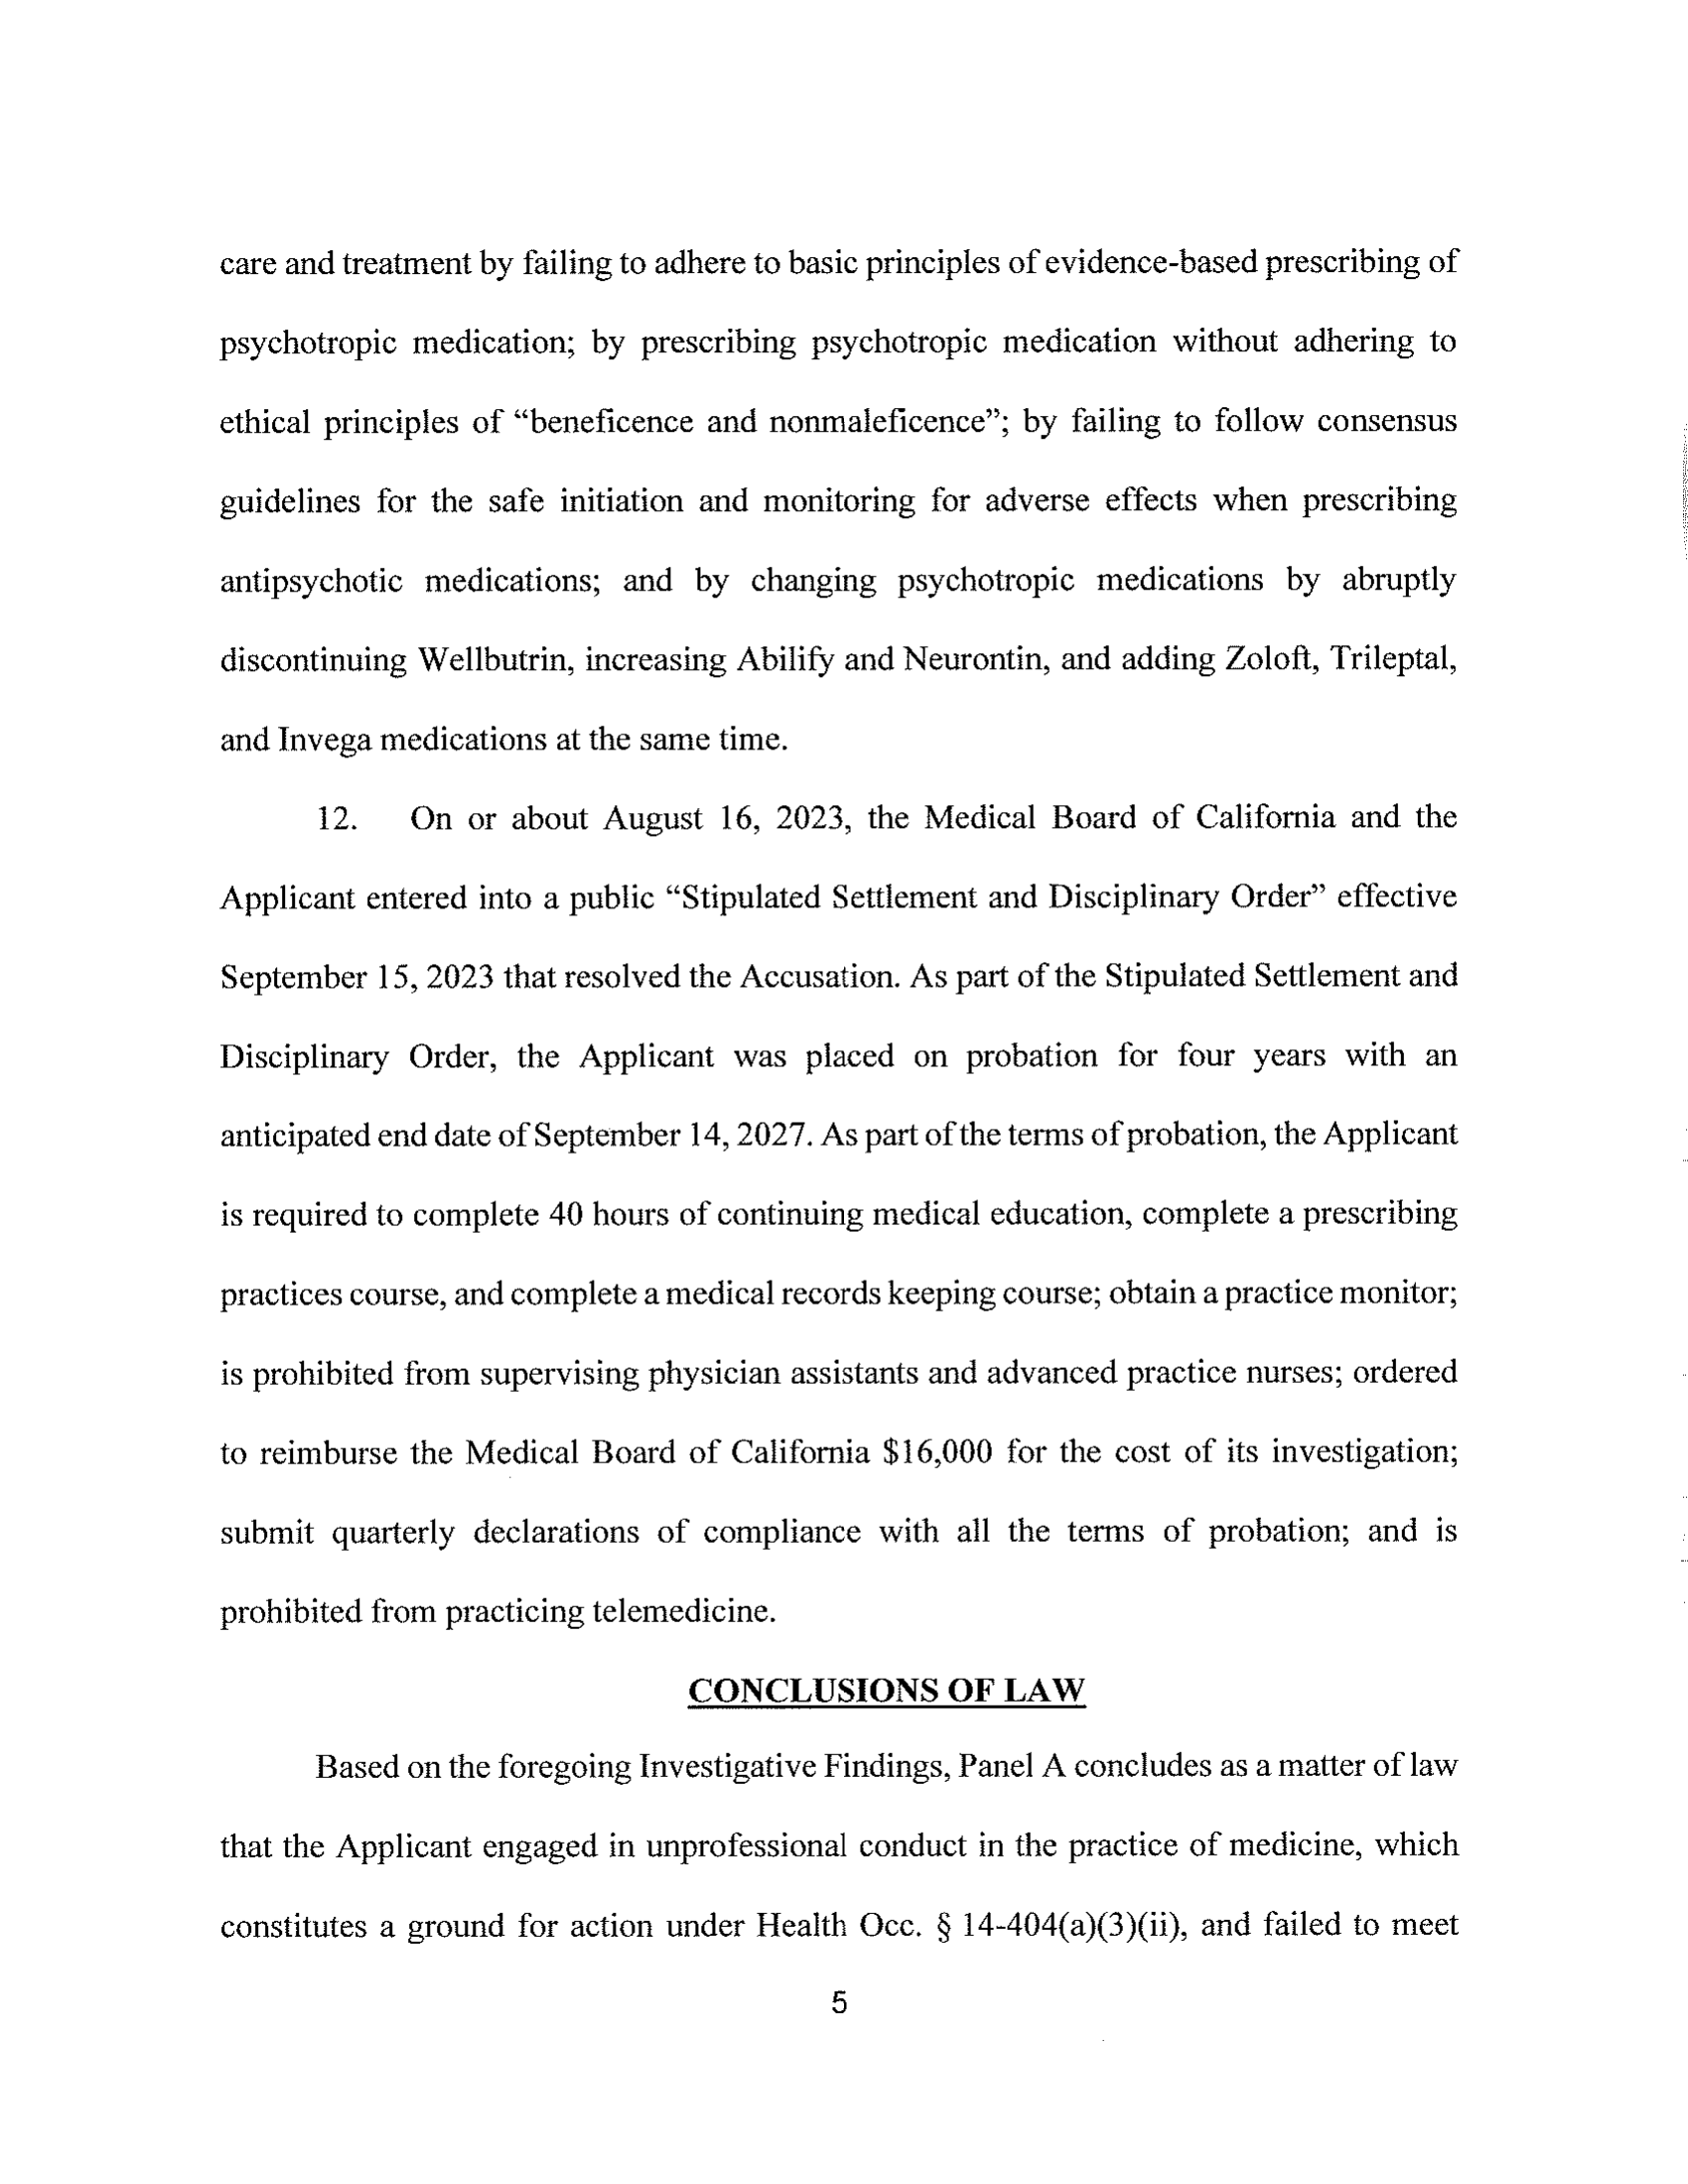 care and treatment by failing to adhere to basic principles of evidence-based prescribing of
psychotropic medication; by prescribing psychotropic medication without adhering to
ethical principles of “beneficence and nonmaleficence”; by failing to follow consensus
guidelines for the safe initiation and monitoring for adverse effects when prescribing
antipsychotic medications; and by changing psychotropic medications by abruptly
discontinuing Wellbutrin, increasing Abilify and Neurontin, and adding Zoloft, Trileptal,
and Invega medications at the same time.
12. On or about August 16, 2023, the Medical Board of California and the
Applicant entered into a public “Stipulated Settlement and Disciplinary Order” effective
September 15, 2023 that resolved the Accusation. As part of the Stipulated Settlement and
Disciplinary Order, the Applicant was placed on probation for four years with an
anticipated end date of September 14, 2027. As part of the terms of probation, the Applicant
is required to complete 40 hours of continuing medical education, complete a prescribing
practices course, and complete a medical records keeping course; obtain a practice monitor;
is prohibited from supervising physician assistants and advanced practice nurses; ordered
to reimburse the Medical Board of California $16,000 for the cost of its investigation;
submit quarterly declarations of compliance with all the terms of probation; and is
prohibited from practicing telemedicine.
CONCLUSIONS OF LAW
Based on the foregoing Investigative Findings, Panel A concludes as a matter of law
that the Applicant engaged in unprofessional conduct in the practice of medicine, which
constitutes a ground for action under Health Occ. § 14-404(a)(3)(ii), and failed to meet
5